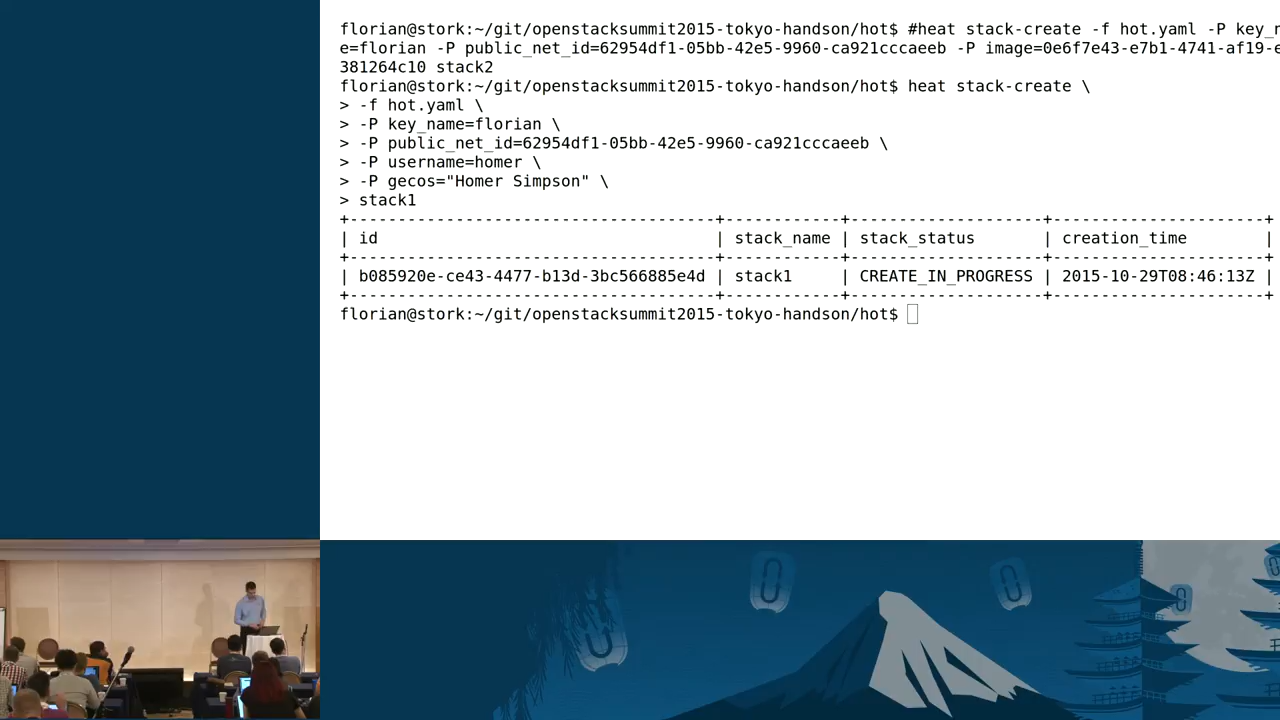 florian@stork:~/git/openstacksummit2015-tokyo-handson/hot$ #heat stack-create -f hot.yaml -P key_n
e=florian -P public_net_id=62954df1-05bb-42e5-9960-ca921cccaeeb -P image=0e6f7e43-e7b1-4741-af19-e
381264c10 stack2
florian@stork:~/git/openstacksummit2015-tokyo-handson/hot$ heat stack-create \
> -f hot.yaml \
> -P key_name=florian \
> -P public_net_id=62954df1-05bb-42e5-9960-ca921cccaeeb \
> -P username=homer \
> -P gecos="Homer Simpson" \
> stack1
+---------------------------------------+------------+--------------------+----------------------+
| id | stack_name | stack_status | creation_time |
+---------------------------------------+------------+--------------------+----------------------+
| b085920e-ce43-4477-b13d-3bc566885e4d | stack1 | CREATE_IN_PROGRESS | 2015-10-29T08:46:13Z |
+---------------------------------------+------------+--------------------+----------------------+
florian@stork:~/git/openstacksummit2015-tokyo-handson/hot$